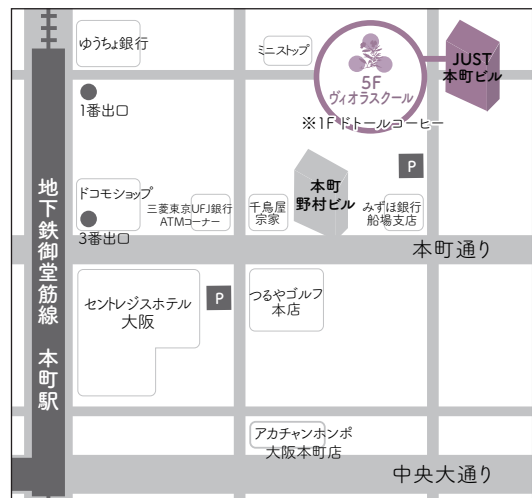 ゆうちょ銀行
ミニストップ
5F
ヴィオラスクール
JUST
本町ビル
1番出口
※1F ドトールコーヒー
P
ドコモショップ
3番出口
三菱東京UFJ銀行
ATMコーナー
千鳥屋
宗家
本町
野村ビル
みずほ銀行
船場支店
本町通り
地下鉄御堂筋線 本町駅
セントレジスホテル
大阪
P
つるやゴルフ
本店
アカチャンホンポ
大阪本町店
中央大通り